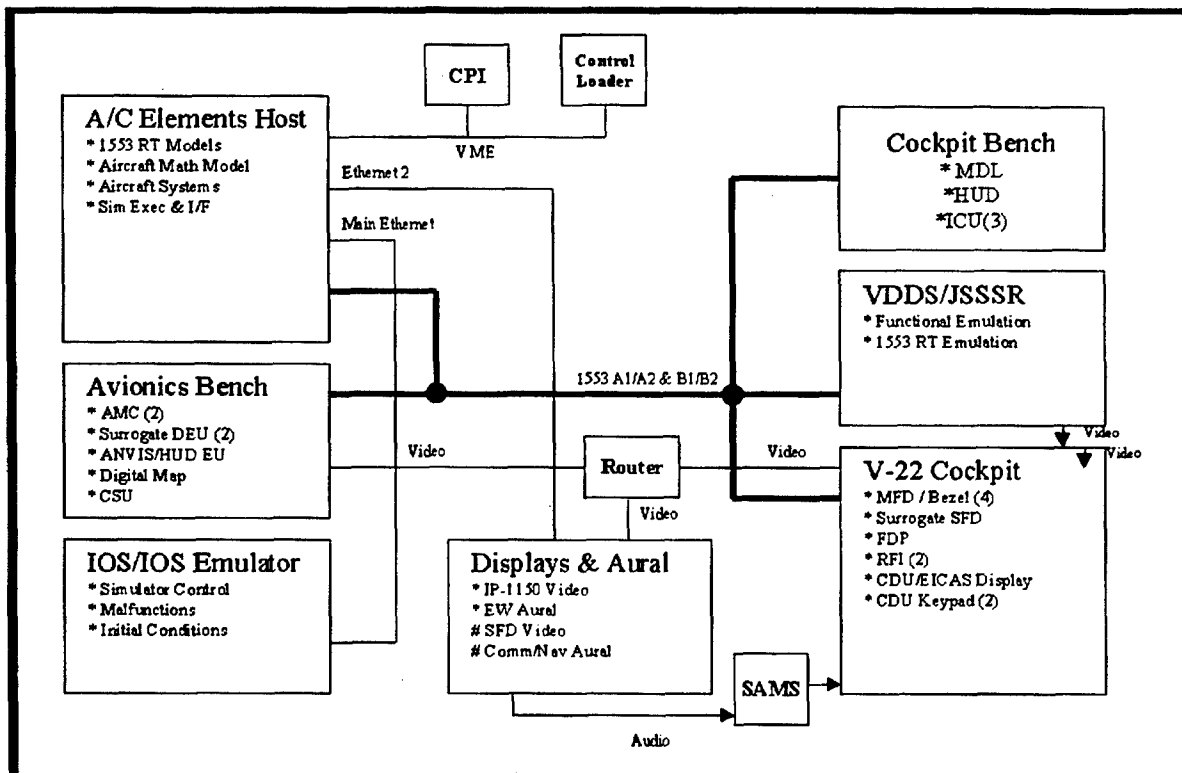 CPI
Control
Loader
VME
A/C Elements Host
* 1553 RT Models
* Aircraft Math Model
* Aircraft Systems
* Sim Exec & I/F
Ethernet 2
Main Ethernet
Cockpit Bench
* MDL
*HUD
*ICU(3)
VDDS/JSSSR
* Functional Emulation
* 1553 RT Emulation
Avionics Bench
* AMC (2)
* Surrogate DEU (2)
* ANVIS/HUD EU
* Digital Map
* CSU
1553 A1/A2 & B1/B2
Video
Router
Video
Video
Video
Video
V-22 Cockpit
* MFD / Bezel (4)
* Surrogate SFD
* FDP
* RFI (2)
* CDU/EICAS Display
* CDU Keypad (2)
IOS/IOS Emulator
* Simulator Control
* Malfunctions
* Initial Conditions
Displays & Aural
* IP-1150 Video
* EW Aural
# SFD Video
# Comm/Nav Aural
SAMS
Audio